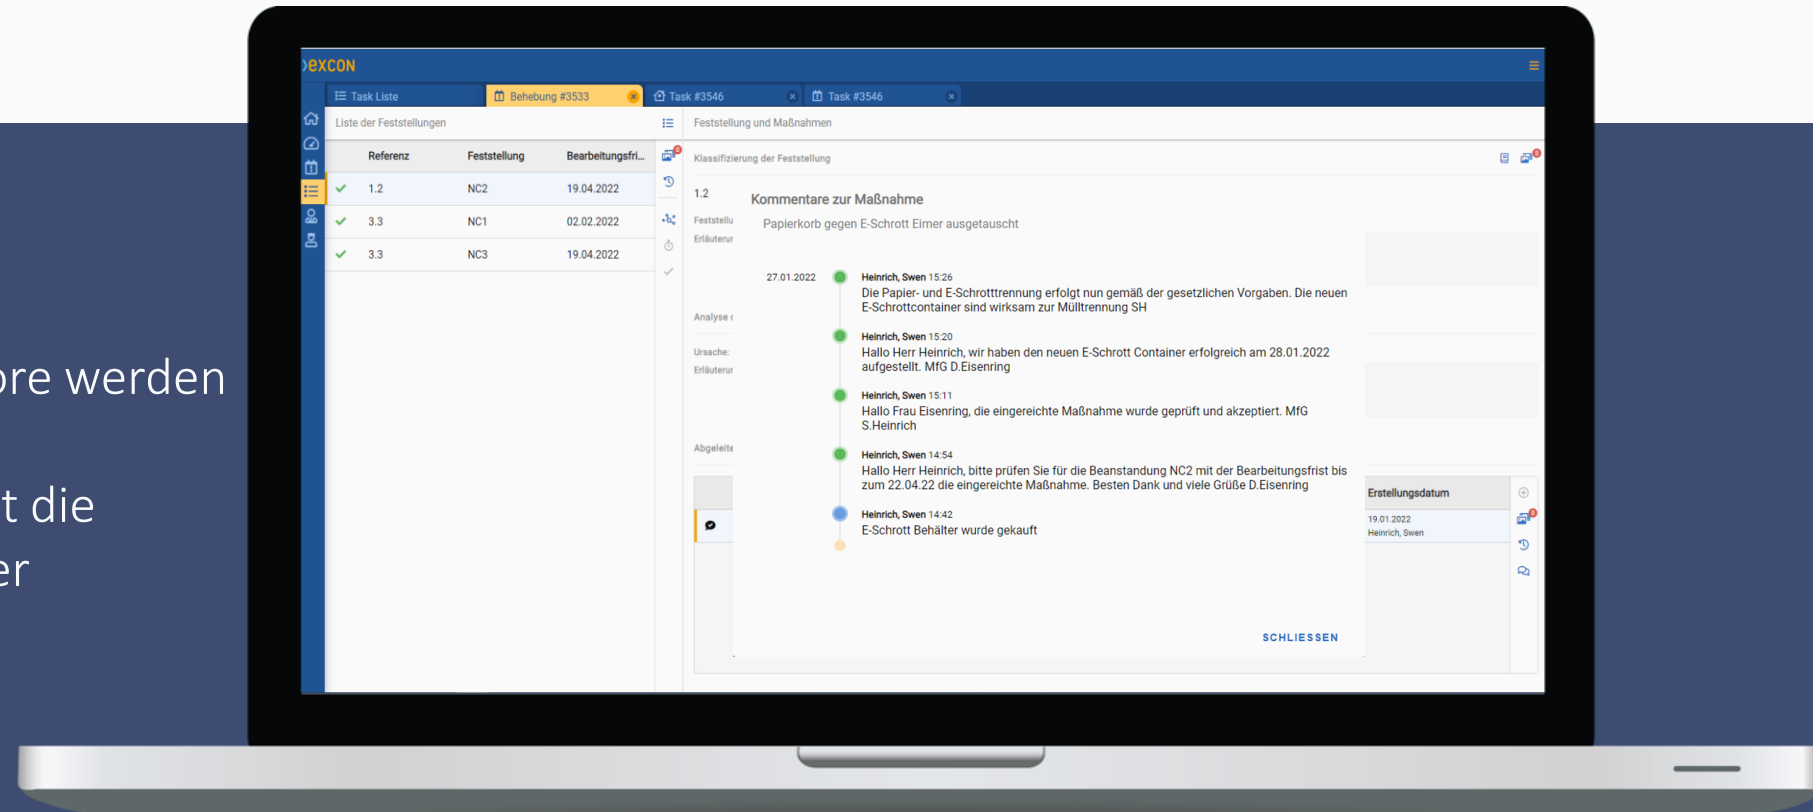 werden
t die
excon
Task Liste
Behebung #3533
Task #3546
Task #3546
Liste der Feststellungen
Feststellung und Maßnahmen
Referenz Feststellung Bearbeitungsfri...
1.2 NC2 19.04.2022
3.3 NC1 02.02.2022
3.3 NC3 19.04.2022
Klassifizierung der Feststellung
1.2
Feststellu
Erläuterur
Analyse
Ursache:
Erläuterur
Abgeleite
Kommentare zur Maßnahme
Papierkorb gegen E-Schrott Eimer ausgetauscht
27.01.2022
Heinrich, Swen 15:26
Die Papier- und E-Schrotttrennung erfolgt nun gemäß der gesetzlichen Vorgaben. Die neuen
E-Schrottcontainer sind wirksam zur Mülltrennung SH
Heinrich, Swen 15:20
Hallo Herr Heinrich, wir haben den neuen E-Schrott Container erfolgreich am 28.01.2022
aufgestellt. MfG D.Eisenring
Heinrich, Swen 15:11
Hallo Frau Eisenring, die eingereichte Maßnahme wurde geprüft und akzeptiert. MfG
S.Heinrich
Heinrich, Swen 14:54
Hallo Herr Heinrich, bitte prüfen Sie für die Beanstandung NC2 mit der Bearbeitungsfrist bis
zum 22.04.22 die eingereichte Maßnahme. Besten Dank und viele Grüße D.Eisenring
Heinrich, Swen 14:42
E-Schrott Behälter wurde gekauft
SCHLIESSEN
Erstellungsdatum
19.01.2022
Heinrich, Swen